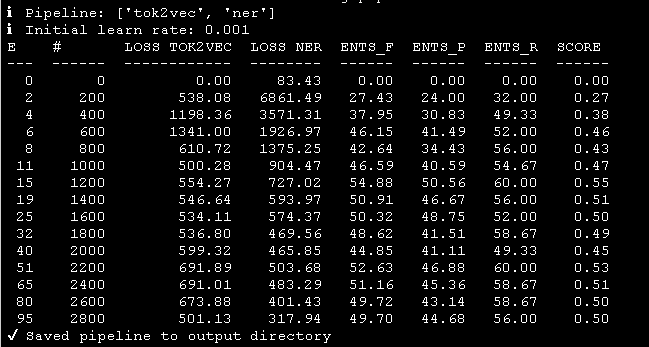 ℹ Pipeline: ['tok2vec', 'ner']
ℹ Initial learn rate: 0.001
E    #       LOSS TOK2VEC  LOSS NER  ENTS_F  ENTS_P  ENTS_R  SCORE
---  ------  ------------  --------  ------  ------  ------  ------
  0       0          0.00     83.43    0.00    0.00    0.00    0.00
  2     200        538.08   6861.49   27.43   24.00   32.00    0.27
  4     400       1198.36   3571.31   37.95   30.83   49.33    0.38
  6     600       1341.00   1926.97   46.15   41.49   52.00    0.46
  8     800        610.72   1375.25   42.64   34.43   56.00    0.43
 11    1000        500.28    904.47   46.59   40.59   54.67    0.47
 15    1200        554.27    727.02   54.88   50.56   60.00    0.55
 19    1400        546.64    593.97   50.91   46.67   56.00    0.51
 25    1600        534.11    574.37   50.32   48.75   52.00    0.50
 32    1800        536.80    469.56   48.62   41.51   58.67    0.49
 40    2000        599.32    465.85   44.85   41.11   49.33    0.45
 51    2200        691.89    503.68   52.63   46.88   60.00    0.53
 65    2400        691.01    483.29   51.16   45.36   58.67    0.51
 80    2600        673.88    401.43   49.72   43.14   58.67    0.50
 95    2800        501.13    317.94   49.70   44.68   56.00    0.50
✔ Saved pipeline to output directory